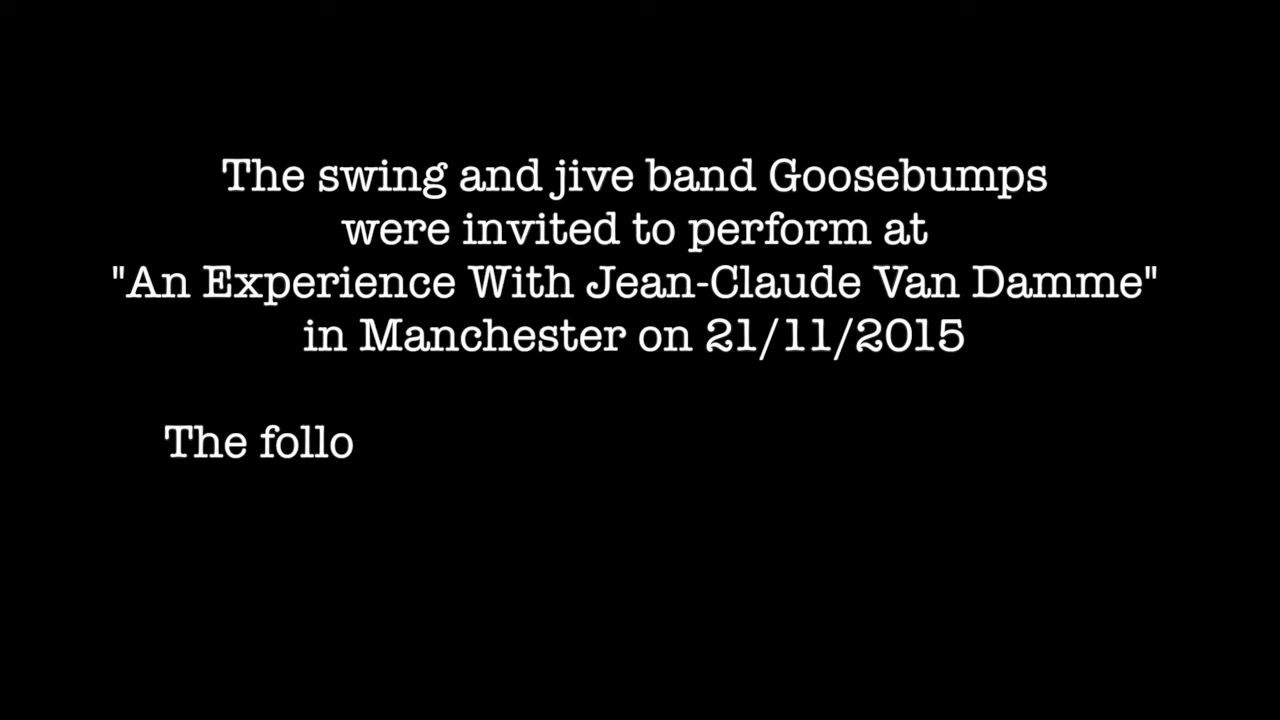 The swing and jive band Goosebumps
were invited to perform at
"An Experience With Jean-Claude Van Damme"
in Manchester on 21/11/2015
The follo